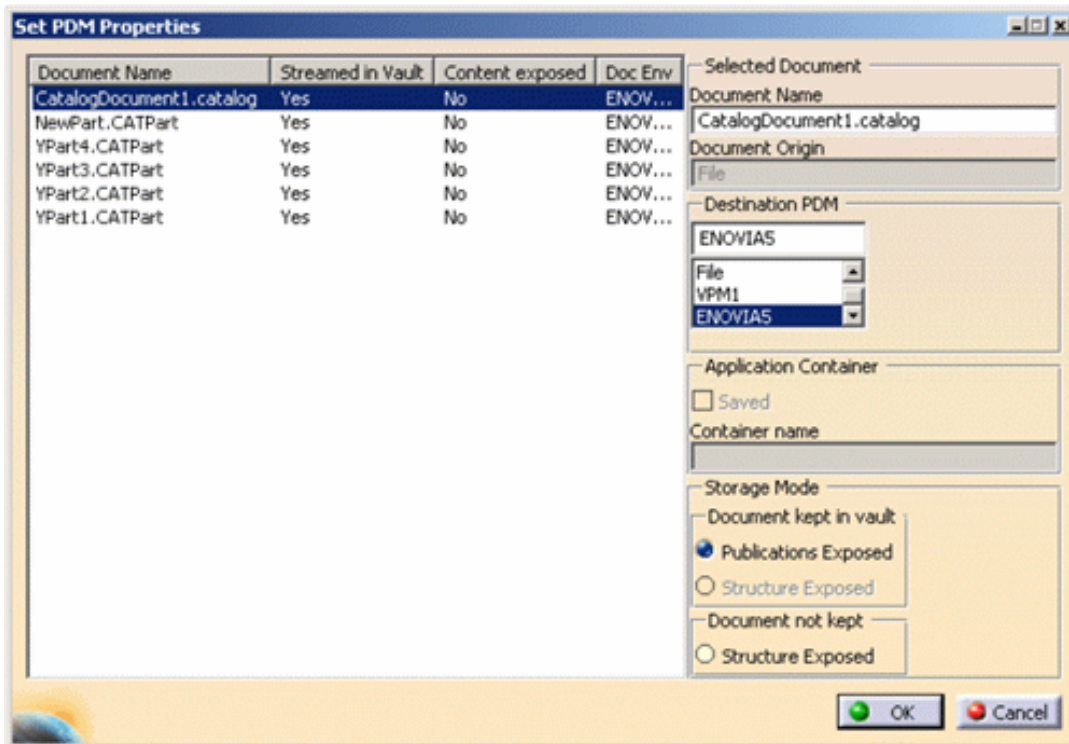 Set PDM Properties
Document Name Streamed in Vault Content exposed Doc Env
CatalogDocument1.catalog Yes No ENOV...
NewPart.CATPart Yes No ENOV...
YPart4.CATPart Yes No ENOV...
YPart3.CATPart Yes No ENOV...
YPart2.CATPart Yes No ENOV...
YPart1.CATPart Yes No ENOV...
Selected Document
Document Name
CatalogDocument1.catalog
Document Origin
File
Destination PDM
ENOVIA5
File
VPM1
ENOVIA5
Application Container
Saved
Container name
Storage Mode
Document kept in vault
Publications Exposed
Structure Exposed
Document not kept
Structure Exposed
OK Cancel